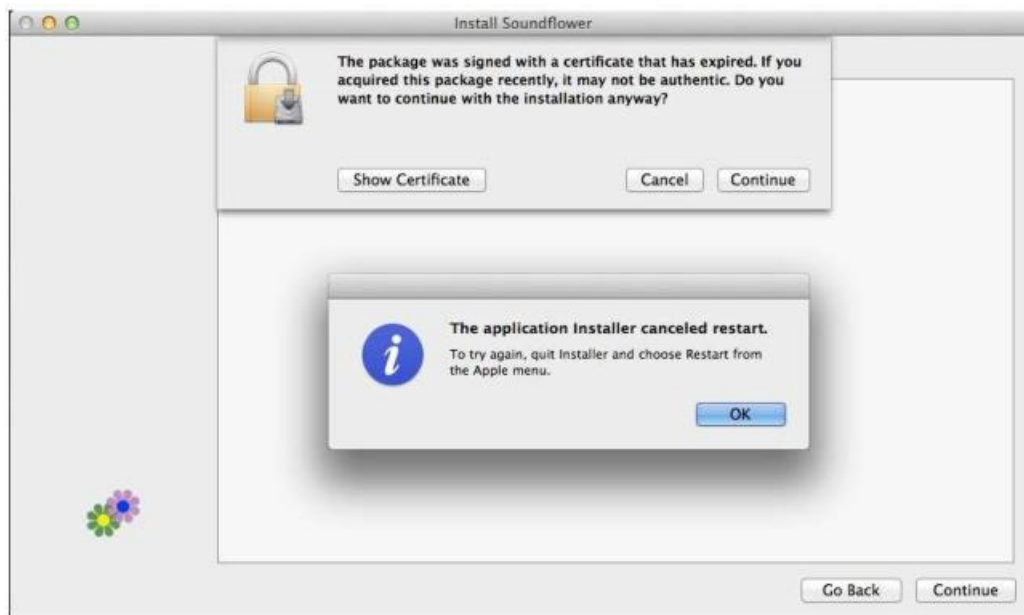 Install Soundflower
The package was signed with a certificate that has expired. If you
acquired this package recently, it may not be authentic. Do you
want to continue with the installation anyway?
Show Certificate
Cancel
Continue
The application Installer canceled restart.
To try again, quit Installer and choose Restart from
the Apple menu.
OK
Go Back
Continue